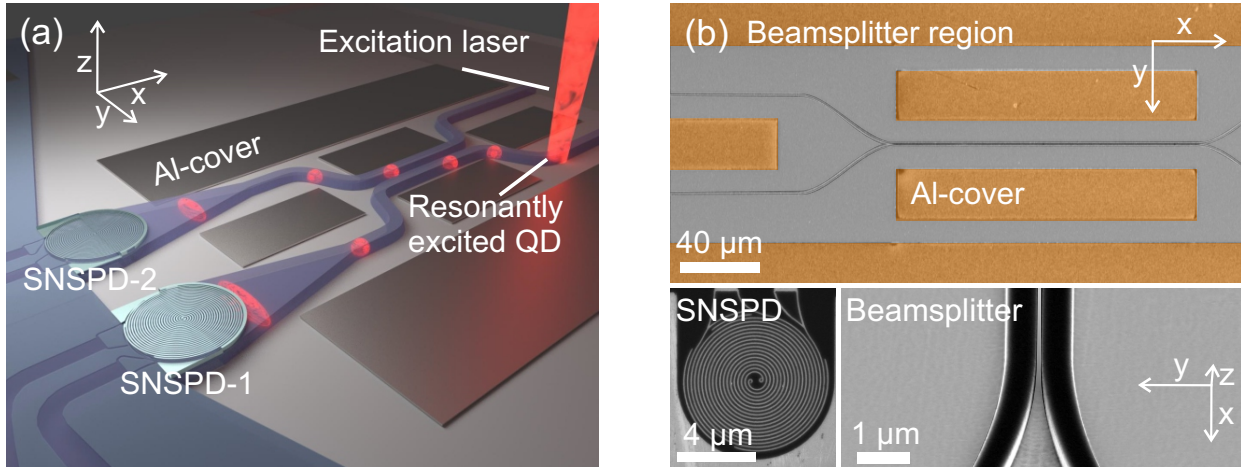 (a)
z
x
y
Excitation laser
Al-cover
Resonantly
excited QD
SNSPD-2
SNSPD-1
(b)
Beamsplitter region
x
y
Al-cover
40 µm
SNSPD
4 µm
Beamsplitter
1 µm
y
z
x